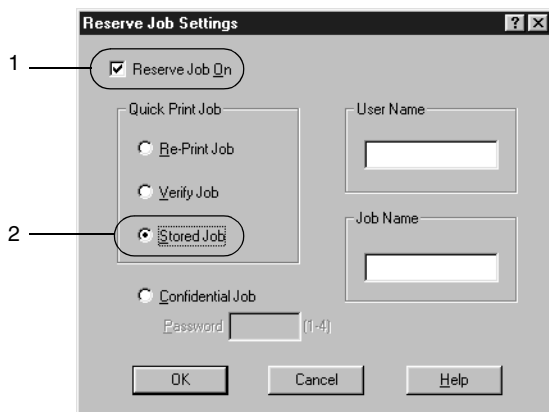 Reserve Job Settings
1
Reserve Job On
Quick Print Job
Re-Print Job
Verify Job
2
Stored Job
User Name
Job Name
Confidential Job
Password (1-4)
OK
Cancel
Help